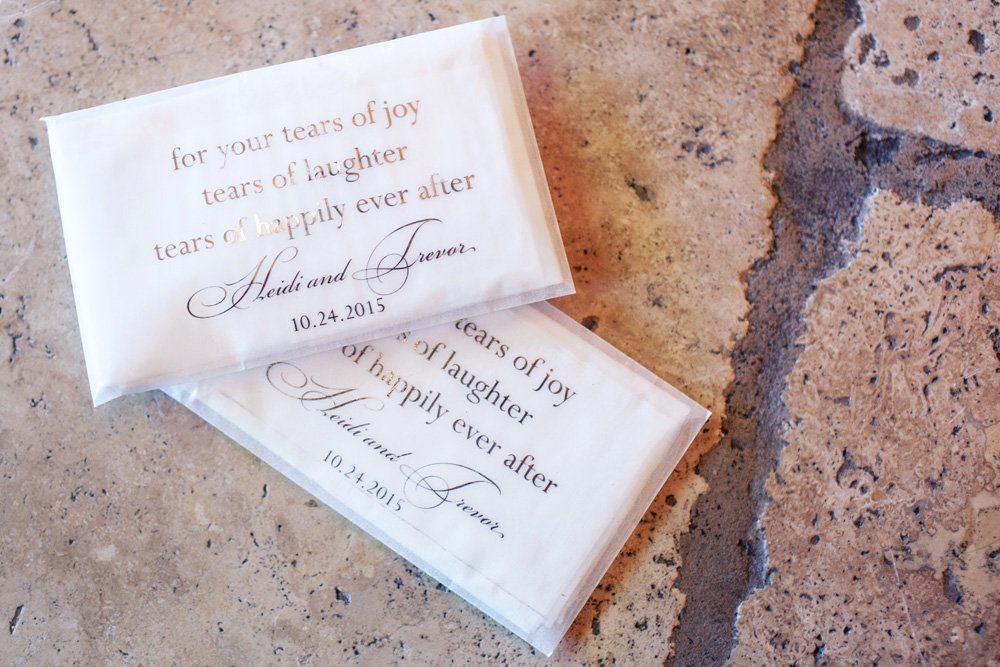 for your tears of joy
tears of laughter
tears of happily ever after
Heidi and Trevor
10.24.2015
tears of joy
of laughter
of happily ever after
Heidi and Trevor
10.24.2015